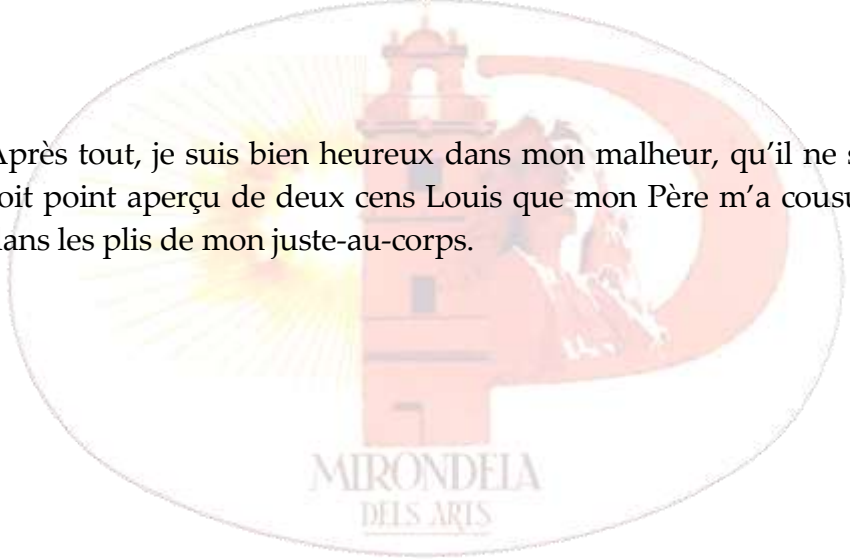 Après tout, je suis bien heureux dans mon malheur, qu'il ne s
oit point aperçu de deux cens Louis que mon Père m'a cousu
ans les plis de mon juste-au-corps.
MIRONDELA
DELS ARTS